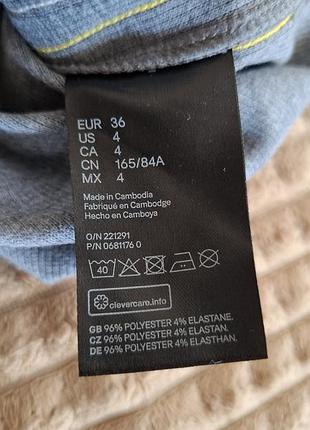 EUR 36
US 4
CA 4
CN 165/84A
MX 4
Made in Cambodia
Fabriqué en Cambodge
Hecho en Camboya
O/N 221291
P/N 0681176 0
40
clevercare.info
GB 96% POLYESTER 4% ELASTANE.
CZ 96% POLYESTER 4% ELASTAN.
DE 96% POLYESTER 4% ELASTHAN.